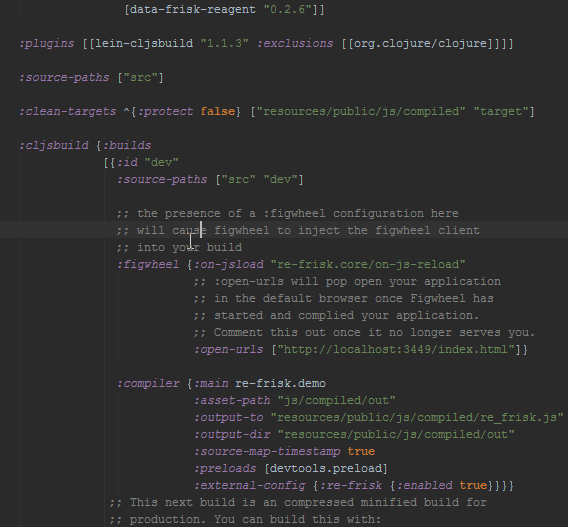 [data-frisk-reagent "0.2.6"]]
:plugins [[lein-cljsbuild "1.1.3" :exclusions [[org.clojure/clojure]]]]
:source-paths ["src"]
:clean-targets ^{:protect false} ["resources/public/js/compiled" "target"]
:cljsbuild {:builds
[{:id "dev"
:source-paths ["src" "dev"]
;; the presence of a :figwheel configuration here
;; will cause figwheel to inject the figwheel client
;; into your build
:figwheel {:on-jsload "re-frisk.core/on-js-reload"
;; :open-urls will pop open your application
;; in the default browser once Figwheel has
;; started and complied your application.
;; Comment this out once it no longer serves you.
:open-urls ["http://localhost:3449/index.html"]}
:compiler {:main re-frisk.demo
:asset-path "js/compiled/out"
:output-to "resources/public/js/compiled/re_frisk.js"
:output-dir "resources/public/js/compiled/out"
:source-map-timestamp true
:preloads [devtools.preload]
:external-config {:re-frisk {:enabled true}}}}
;; This next build is an compressed minified build for
;; production. You can build this with: